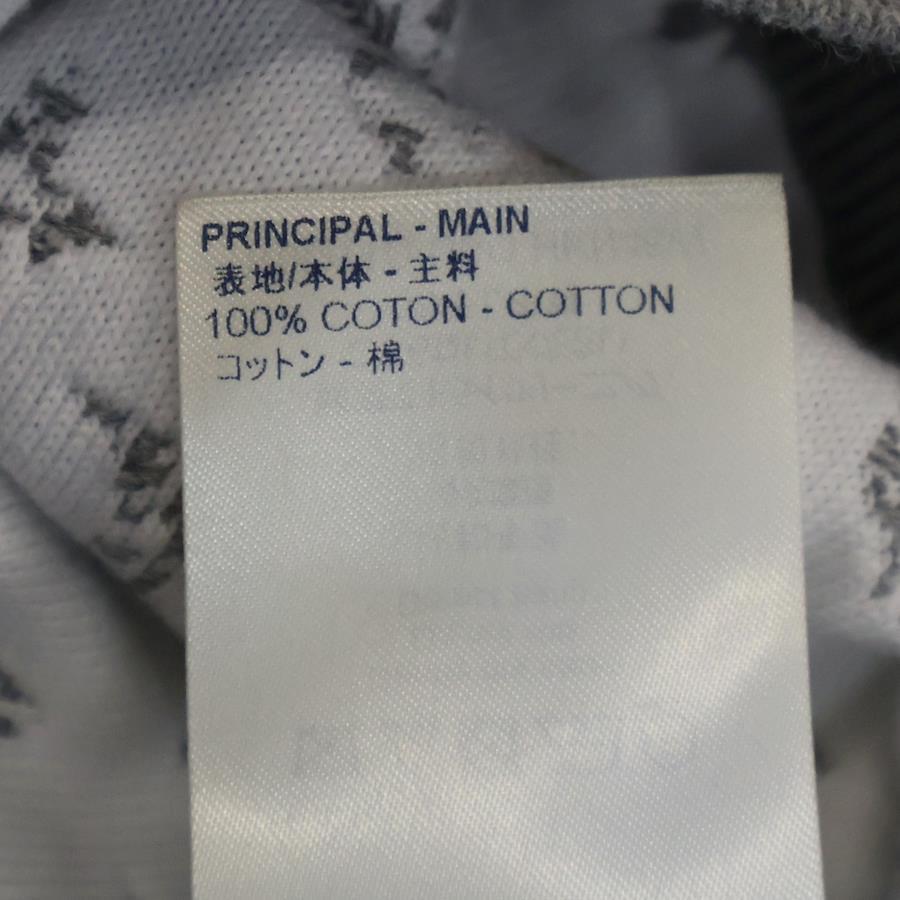 PRINCIPAL - MAIN
表地/本体 - 主料
100% COTON - COTTON
コットン - 棉